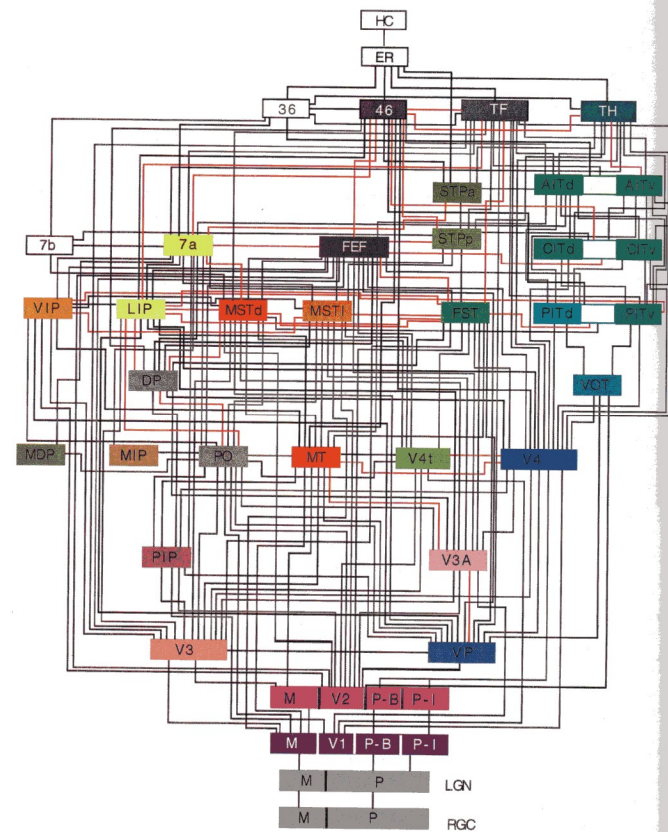 HC
ER
36 46 TF TH
STPa AITd AITv
7b 7a FEF STPp CITd CITv
VIP LIP MSTd MSTl FST PITd PITv
DP VOT
MDP MIP PO MT V4t V4
PIP V3A
V3 VP
M V2 P-B P-I
M V1 P-B P-I
M P LGN
M P RGC